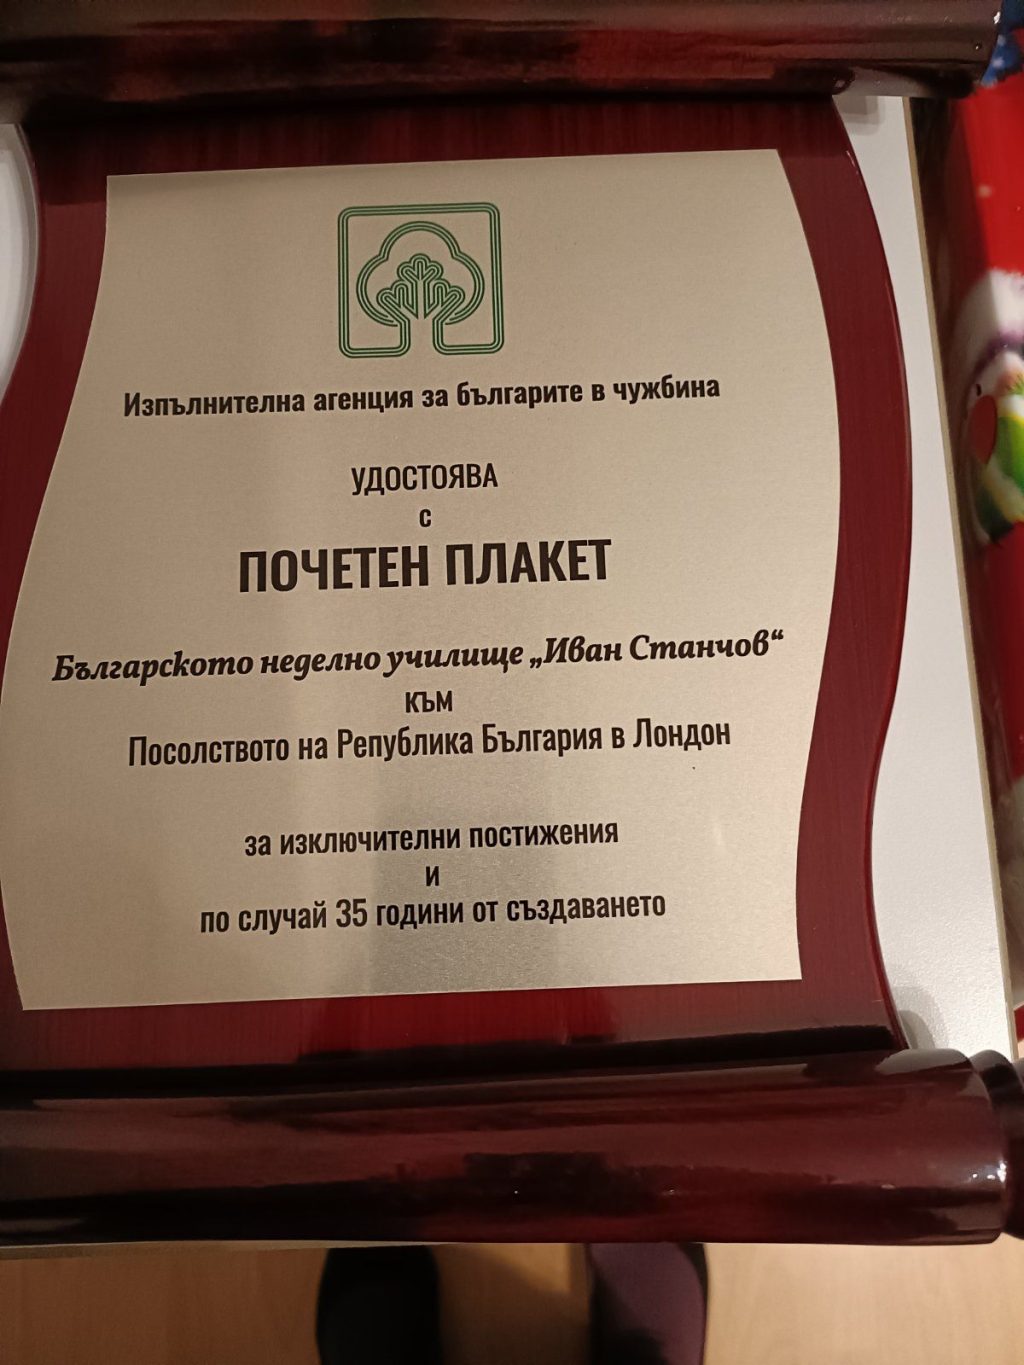 Изпълнителна агенция за българите в чужбина
УДОСТОЯВА
с
ПОЧЕТЕН ПЛАКЕТ
Българското неделно училище „Иван Станчов“
към
Посолството на Република България в Лондон
за изключителни постижения
и
по случай 35 години от създаването